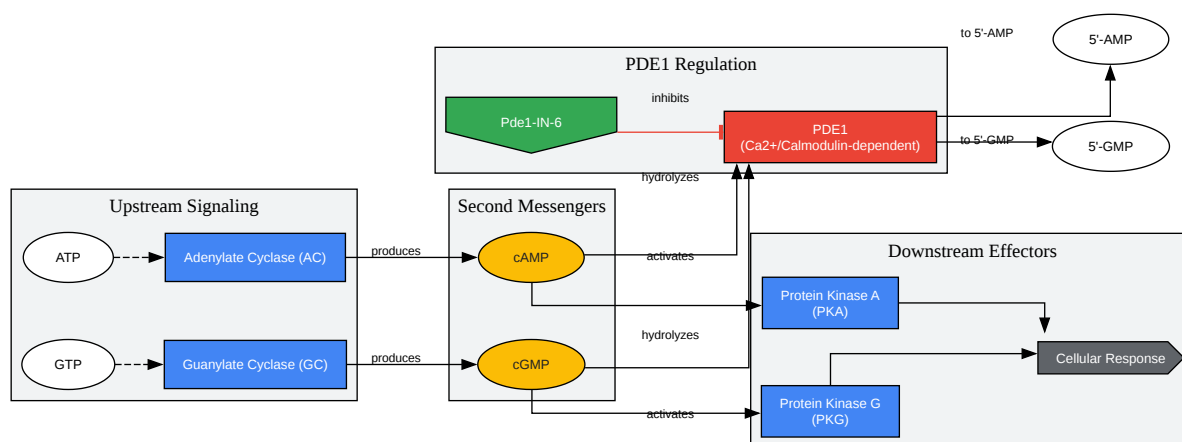 to 5'-AMP
5'-AMP
PDE1 Regulation
inhibits
Pde1-IN-6
PDE1
(Ca2+/Calmodulin-dependent)
to 5'-GMP
5'-GMP
hydrolyzes
Upstream Signaling
Second Messengers
ATP
Adenylate Cyclase (AC)
produces
cAMP
activates
Downstream Effectors
Protein Kinase A
(PKA)
hydrolyzes
GTP
Guanylate Cyclase (GC)
produces
cGMP
Cellular Response
activates
Protein Kinase G
(PKG)